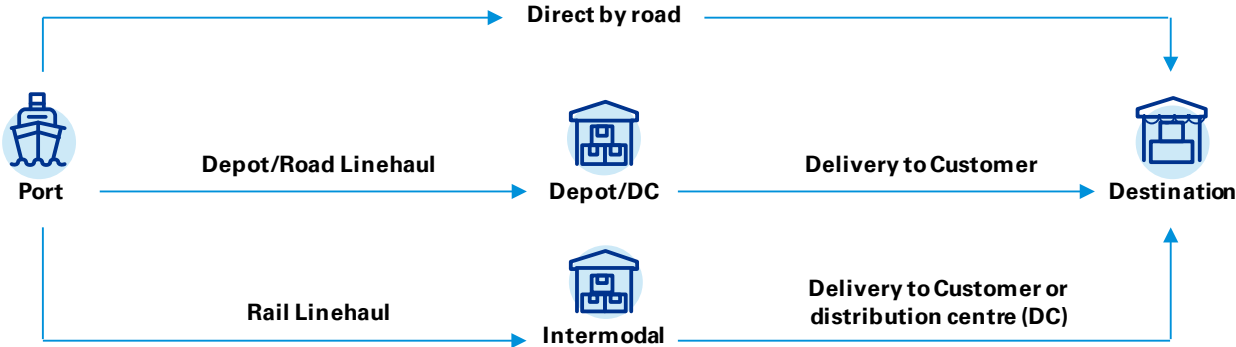 Direct by road
Depot/Road Linehaul
Delivery to Customer
Port
Depot/DC
Destination
Rail Linehaul
Delivery to Customer or
distribution centre (DC)
Intermodal